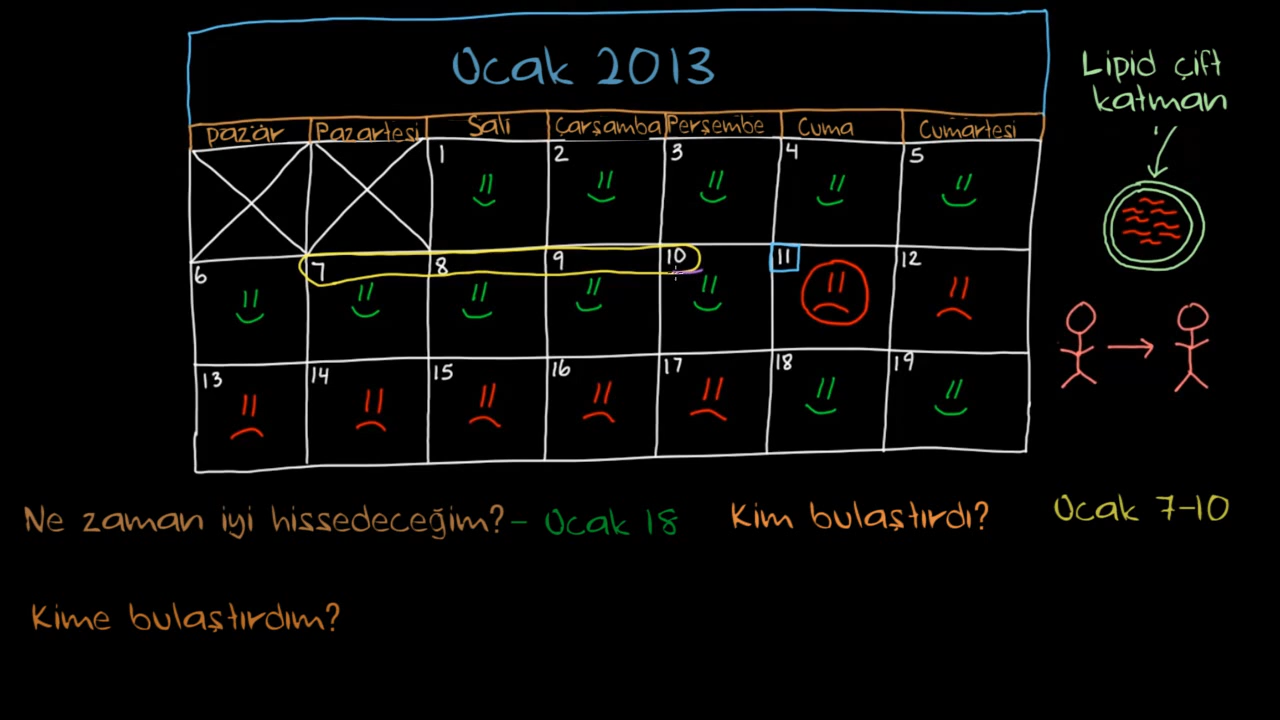 Ocak 2013
Lipid çift
katman
pazar Pazartesi Salı Çarşamba Perşembe Cuma Cumartesi
1 2 3 4 5
6 7 8 9 10 11 12
13 14 15 16 17 18 19
Ne zaman iyi hissedeceğim? - Ocak 18 Kim bulaştırdı? Ocak 7-10
Kime bulaştırdım?